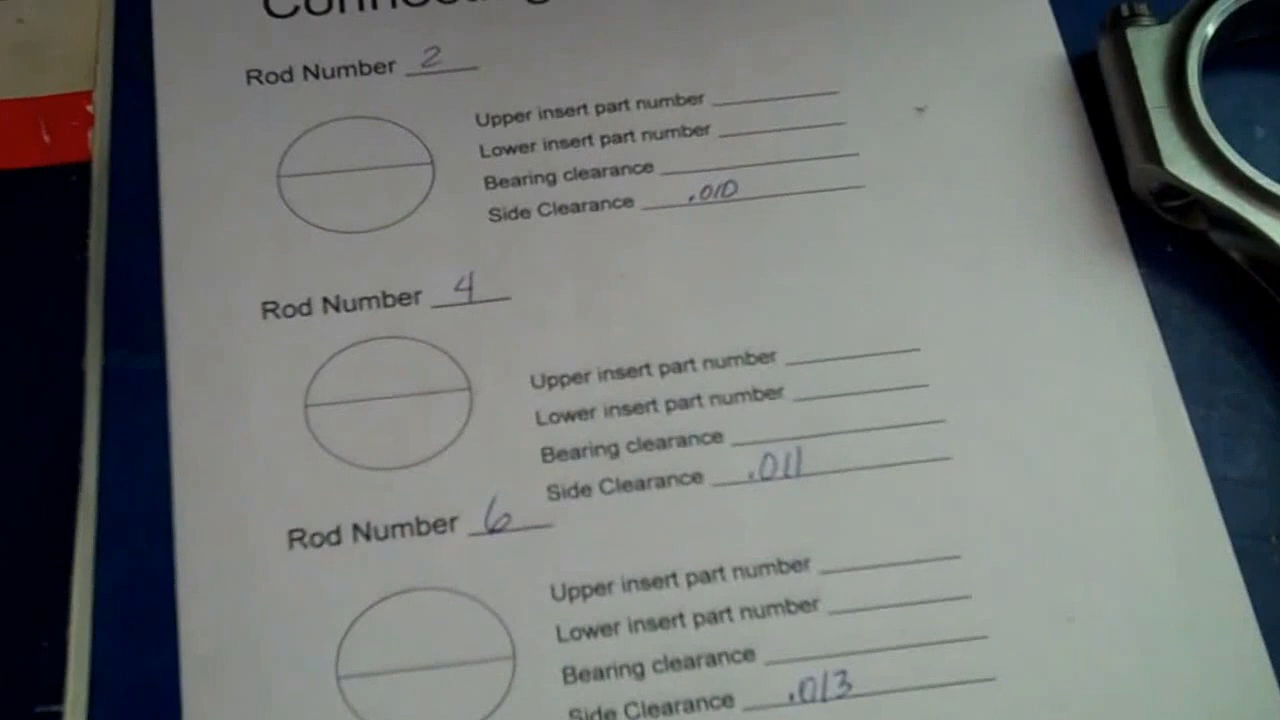 Rod Number 2
Upper insert part number
Lower insert part number
Bearing clearance
Side Clearance .010
Rod Number 4
Upper insert part number
Lower insert part number
Bearing clearance
Side Clearance .011
Rod Number 6
Upper insert part number
Lower insert part number
Bearing clearance
Side Clearance .013